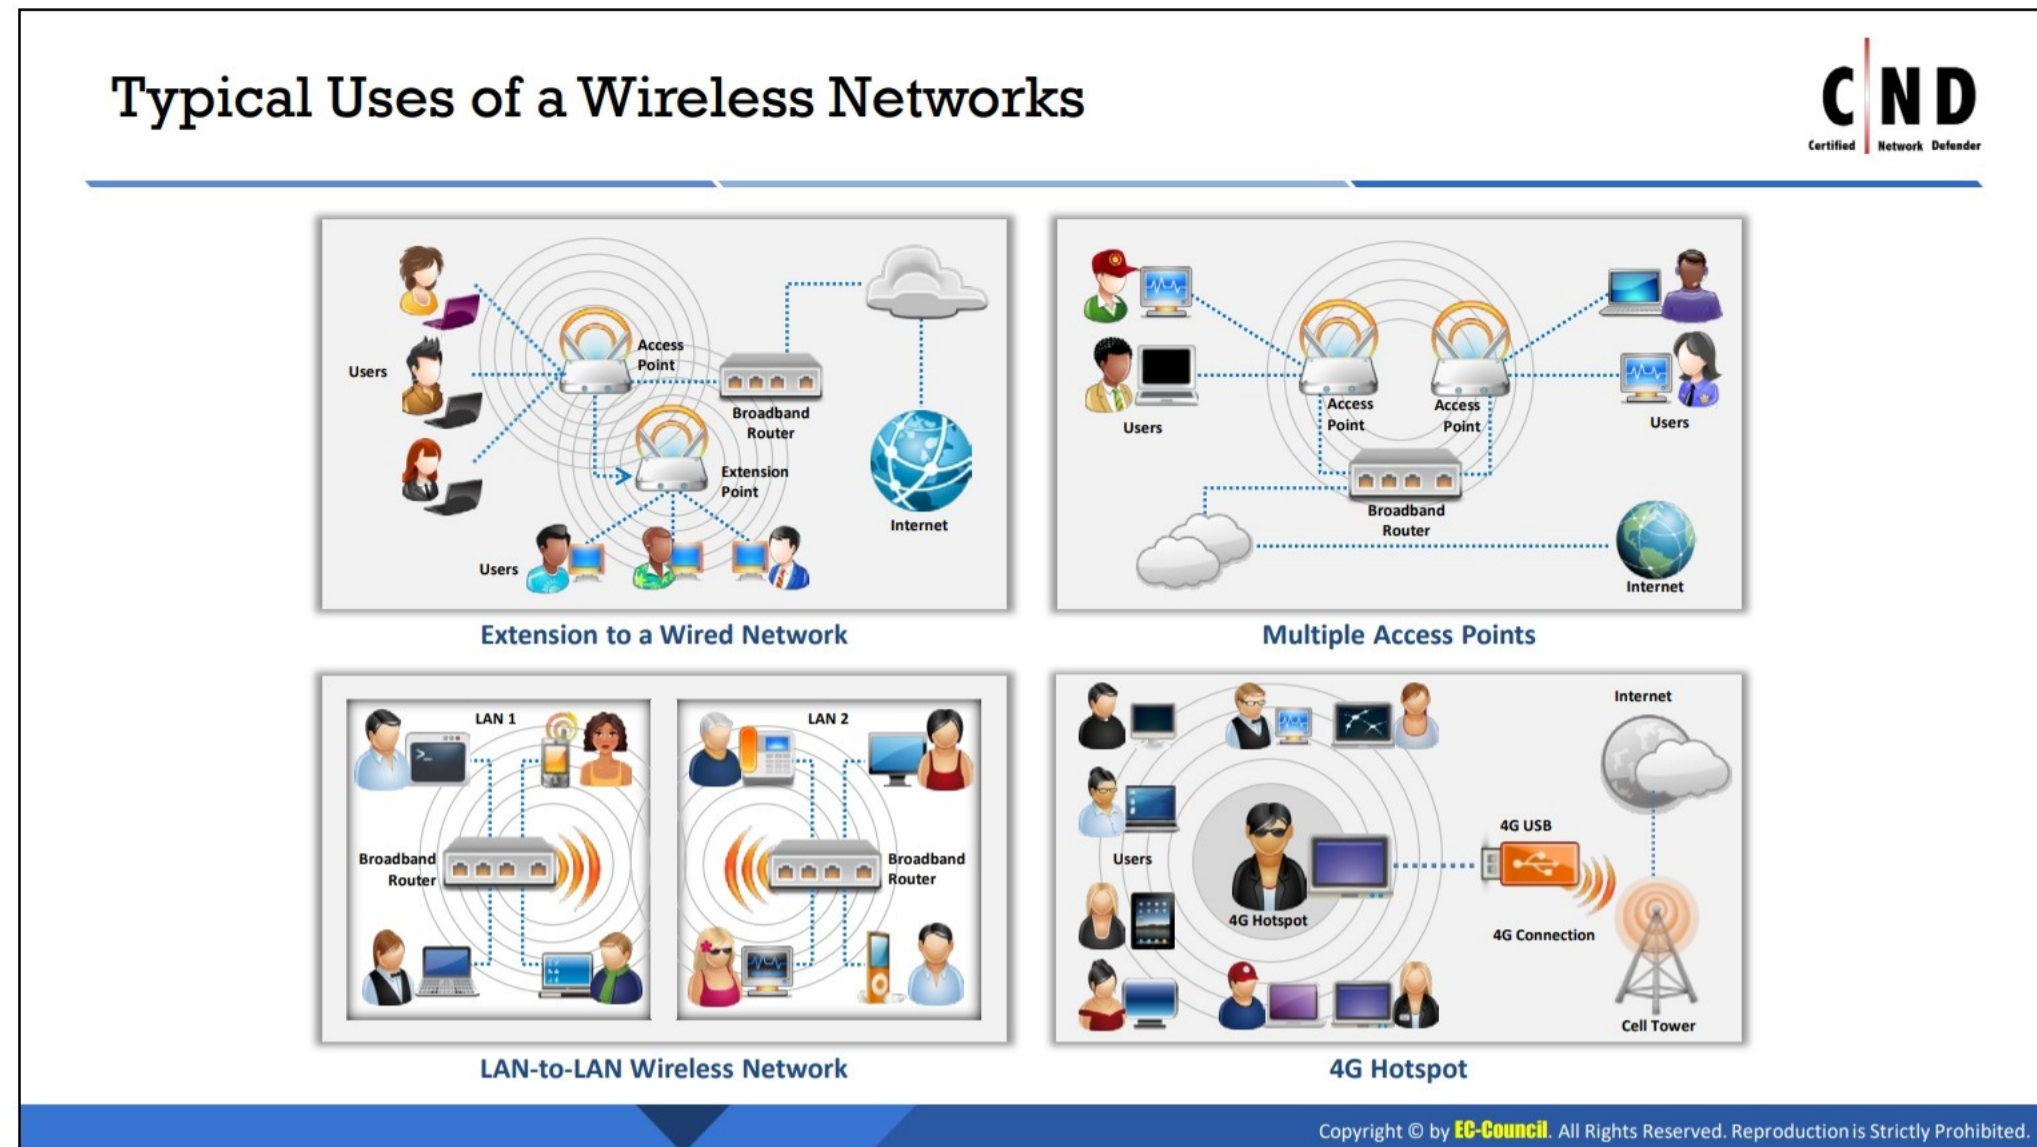 Typical Uses of a Wireless Networks
C ND
Certified Network Defender
Users
Access
Point
Broadband
Router
Extension
Point
Internet
Users
Extension to a Wired Network
Users
Access
Point
Access
Point
Users
Broadband
Router
Internet
Multiple Access Points
LAN 1
Broadband
Router
LAN 2
Broadband
Router
LAN-to-LAN Wireless Network
Internet
4G USB
Users
4G Hotspot
4G Connection
Cell Tower
4G Hotspot
Copyright © by EC-Council. All Rights Reserved. Reproduction is Strictly Prohibited.